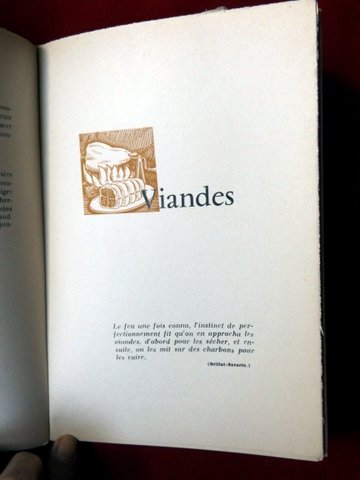 Viandes
Le feu une fois connu, l'instinct de per-
fectionnement fit qu'on en approcha les
viandes, d'abord pour les sécher, et en-
suite, on les mit sur des charbons pour
les cuire.
(Brillat-Savarin.)